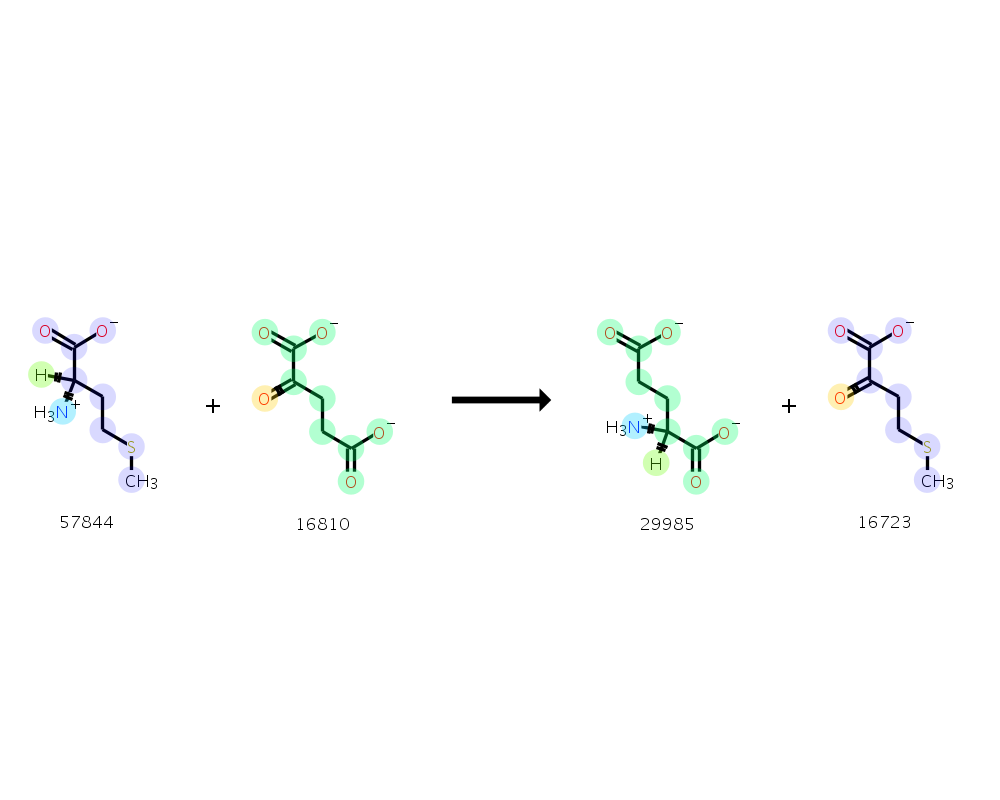 O O−
H
H3N+
S
CH3
57844
+
O O−
O
O−
O
16810
O O−
H3N+
O−
H
O
29985
+
O O−
O
S
CH3
16723